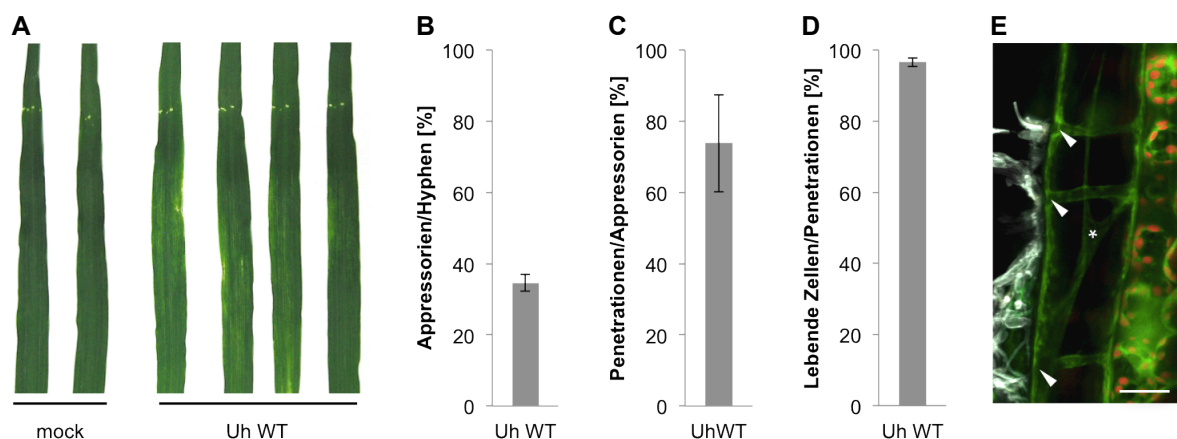 A
mock
Uh WT
B
Appressorien/Hyphen [%]
100
80
60
40
20
0
Uh WT
C
Penetrationen/Appressorien [%]
100
80
60
40
20
0
UhWT
D
Lebende Zellen/Penetrationen [%]
100
80
60
40
20
0
Uh WT
E
*